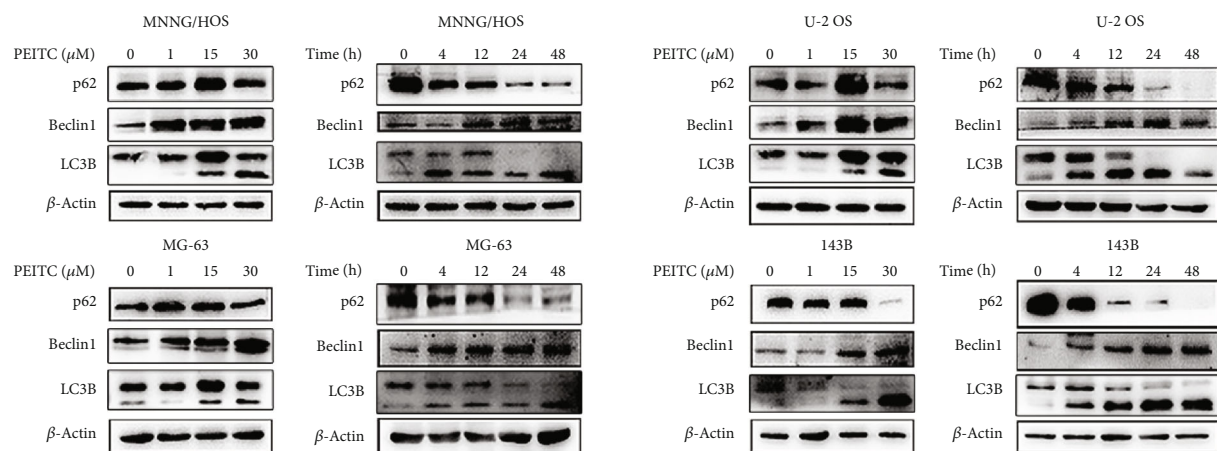 MNNG/HOS
PEITC (μM) 0 1 15 30
p62
Beclin1
LC3B
β-Actin
MNNG/HOS
Time (h) 0 4 12 24 48
p62
Beclin1
LC3B
β-Actin
U-2 OS
PEITC (μM) 0 1 15 30
p62
Beclin1
LC3B
β-Actin
U-2 OS
Time (h) 0 4 12 24 48
p62
Beclin1
LC3B
β-Actin
MG-63
PEITC (μM) 0 1 15 30
p62
Beclin1
LC3B
β-Actin
MG-63
Time (h) 0 4 12 24 48
p62
Beclin1
LC3B
β-Actin
143B
PEITC (μM) 0 1 15 30
p62
Beclin1
LC3B
β-Actin
143B
Time (h) 0 4 12 24 48
p62
Beclin1
LC3B
β-Actin